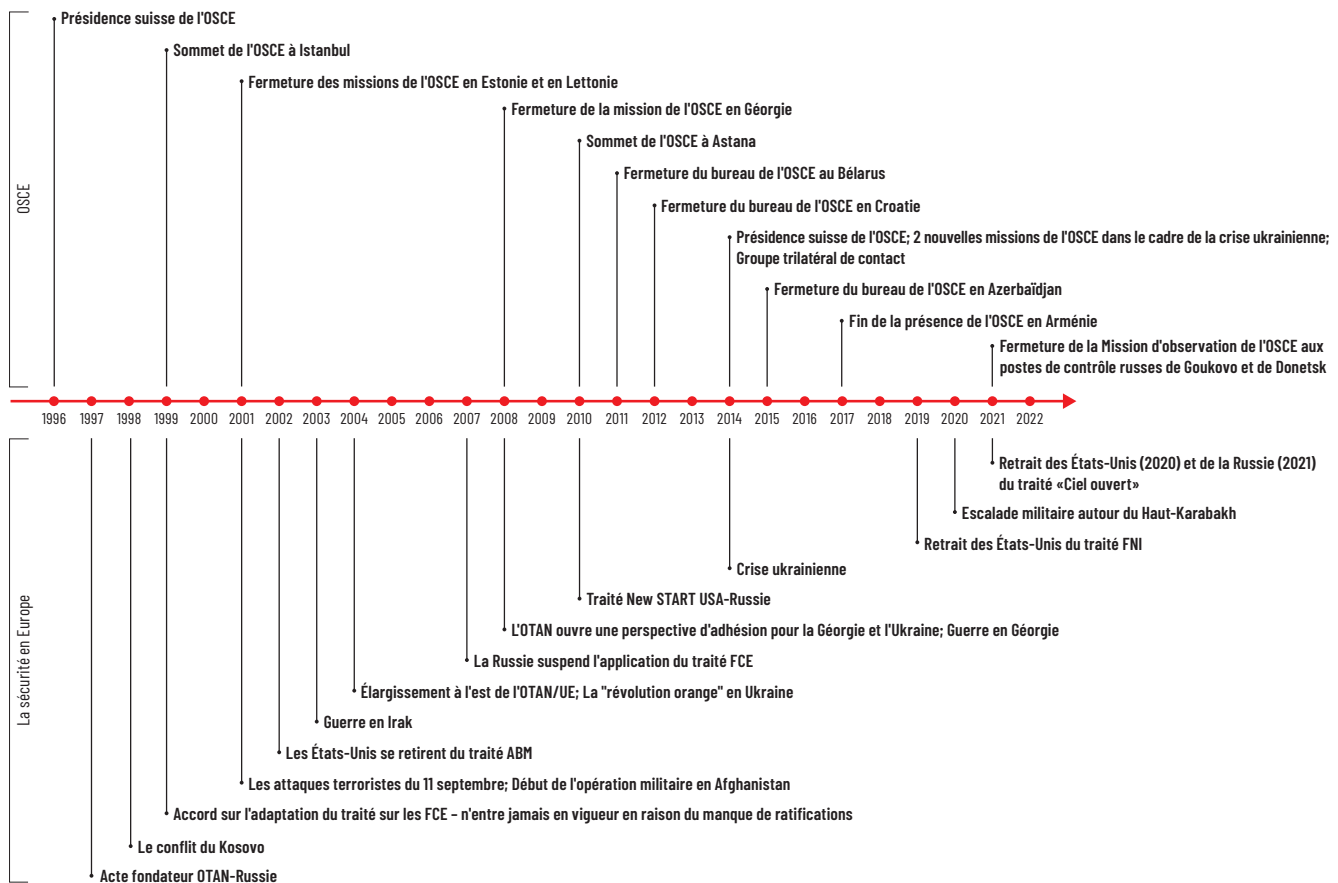 OSCE
Présidence suisse de l'OSCE
Sommet de l'OSCE à Istanbul
Fermeture des missions de l'OSCE en Estonie et en Lettonie
Fermeture de la mission de l'OSCE en Géorgie
Sommet de l'OSCE à Astana
Fermeture du bureau de l'OSCE au Bélarus
Fermeture du bureau de l'OSCE en Croatie
Présidence suisse de l'OSCE; 2 nouvelles missions de l'OSCE dans le cadre de la crise ukrainienne;
Groupe trilatéral de contact
Fermeture du bureau de l'OSCE en Azerbaïdjan
Fin de la présence de l'OSCE en Arménie
Fermeture de la Mission d'observation de l'OSCE aux
postes de contrôle russes de Goukovo et de Donetsk
1996 1997 1998 1999 2000 2001 2002 2003 2004 2005 2006 2007 2008 2009 2010 2011 2012 2013 2014 2015 2016 2017 2018 2019 2020 2021 2022
La sécurité en Europe
Retrait des États-Unis (2020) et de la Russie (2021)
du traité «Ciel ouvert»
Escalade militaire autour du Haut-Karabakh
Retrait des États-Unis du traité FNI
Crise ukrainienne
Traité New START USA-Russie
L'OTAN ouvre une perspective d'adhésion pour la Géorgie et l'Ukraine; Guerre en Géorgie
La Russie suspend l'application du traité FCE
Élargissement à l'est de l'OTAN/UE; La "révolution orange" en Ukraine
Guerre en Irak
Les États-Unis se retirent du traité ABM
Les attaques terroristes du 11 septembre; Début de l'opération militaire en Afghanistan
Accord sur l'adaptation du traité sur les FCE – n'entre jamais en vigueur en raison du manque de ratifications
Le conflit du Kosovo
Acte fondateur OTAN-Russie